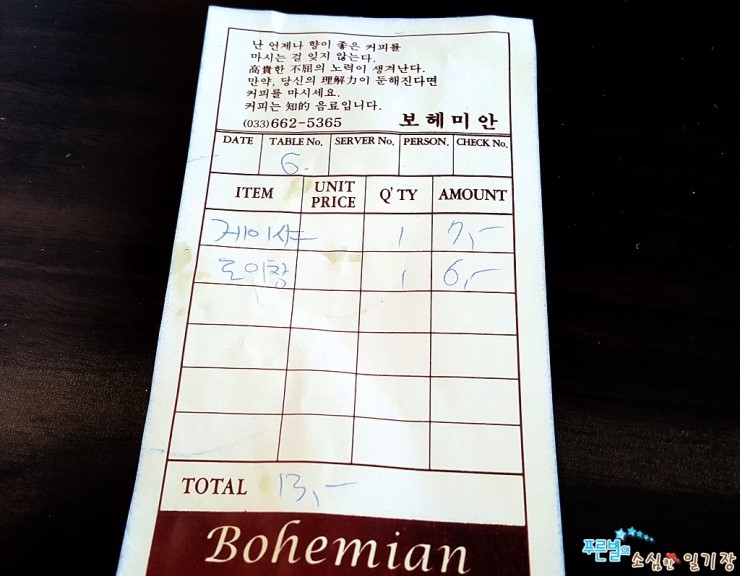 난 언제나 향이 좋은 커피를
마시는 걸 잊지 않는다.
高貴한 不屈의 노력이 생겨난다.
만약, 당신의 理解力이 둔해진다면
커피를 마시세요.
커피는 知的 음료입니다.
(033)662-5365 보헤미안
DATE TABLE No. SERVER No. PERSON. CHECK No.
6.
ITEM UNIT PRICE Q'TY AMOUNT
게이샤 1 7,-
1 6,-
TOTAL 13,-
Bohemian
푸른별의 소심한 일기장